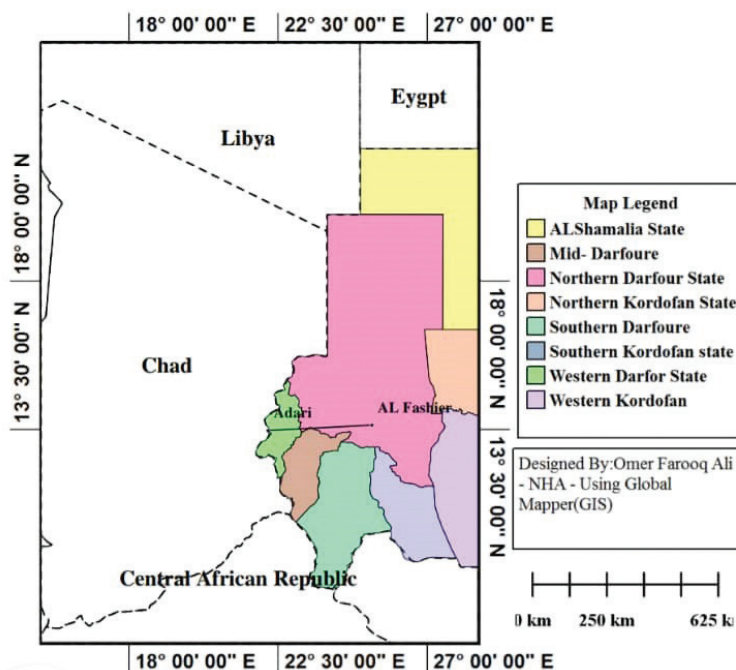 18° 00' 00" E
22° 30' 00" E
27° 00' 00" E
Eygpt
Libya
18° 00' 00" N
18° 00' 00" N
Chad
13° 30' 00" N
13° 30' 00" N
Adari
AL Fashier
Central African Republic
18° 00' 00" E
22° 30' 00" E
27° 00' 00" E
Map Legend
ALShamalia State
Mid- Darfoure
Northern Darfour State
Northern Kordofan State
Southern Darfoure
Southern Kordofan state
Western Darfor State
Western Kordofan
Designed By:Omer Farooq Ali
- NHA - Using Global
Mapper(GIS)
0 km 250 km 625 k